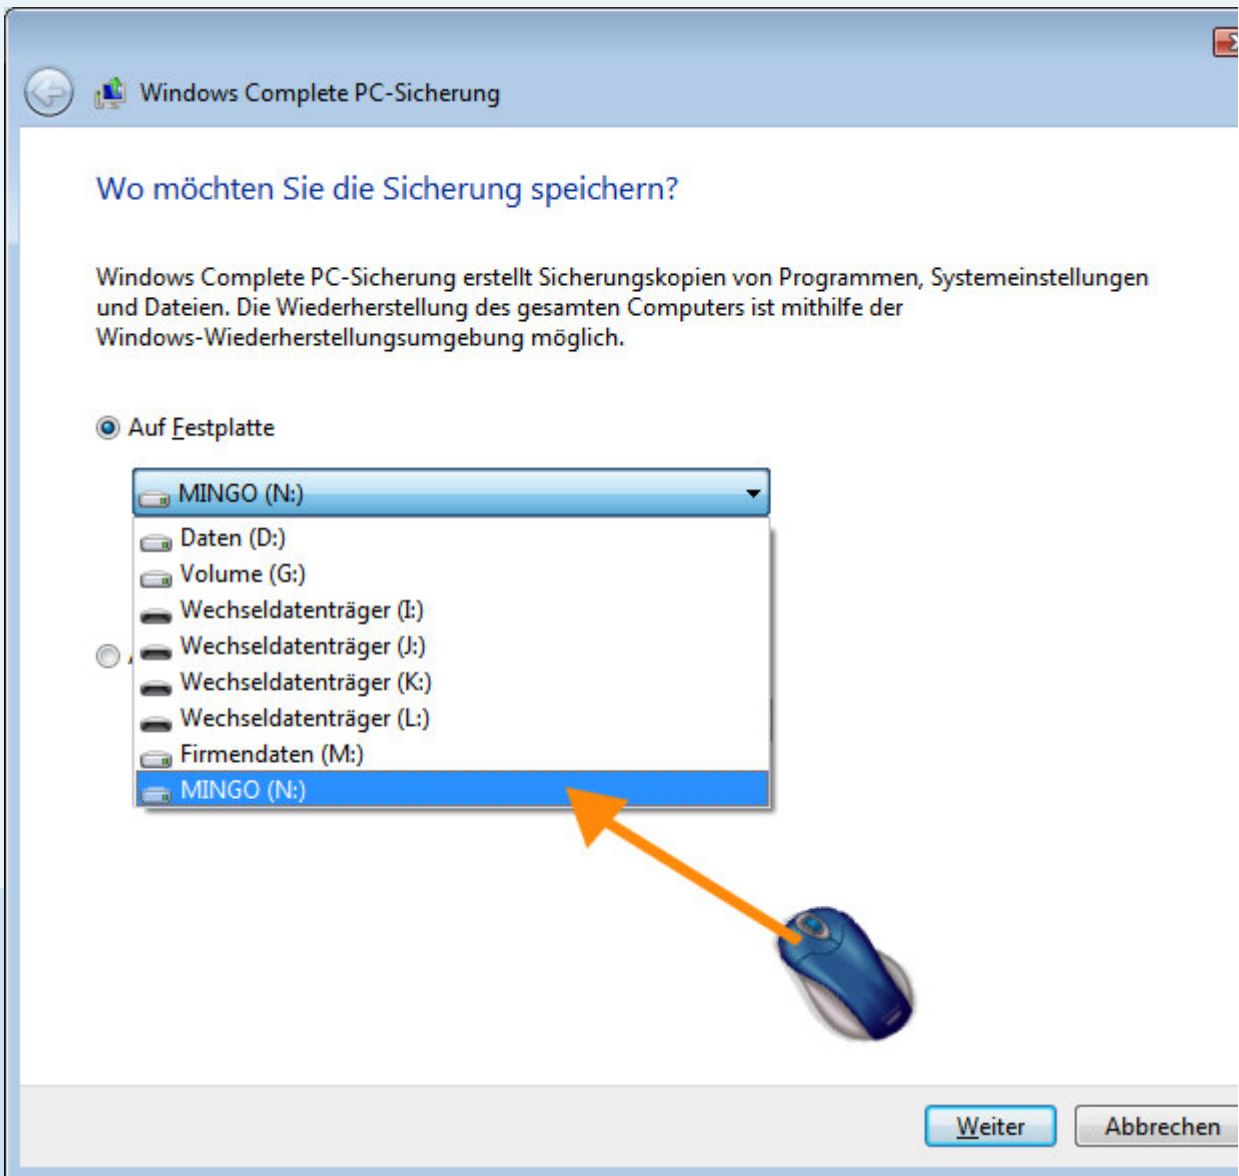 Windows Complete PC-Sicherung
Wo möchten Sie die Sicherung speichern?
Windows Complete PC-Sicherung erstellt Sicherungskopien von Programmen, Systemeinstellungen
und Dateien. Die Wiederherstellung des gesamten Computers ist mithilfe der
Windows-Wiederherstellungsumgebung möglich.
Auf Festplatte
MINGO (N:)
Daten (D:)
Volume (G:)
Wechseldatenträger (I:)
Wechseldatenträger (J:)
Wechseldatenträger (K:)
Wechseldatenträger (L:)
Firmendaten (M:)
MINGO (N:)
Weiter
Abbrechen